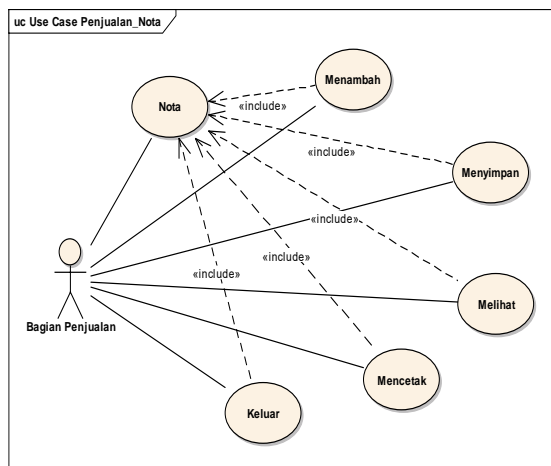 uc Use Case Penjualan_Nota
Menambah
Nota
«include»
«include»
Menyimpan
«include»
«include»
«include»
Melihat
Bagian Penjualan
Mencetak
Keluar